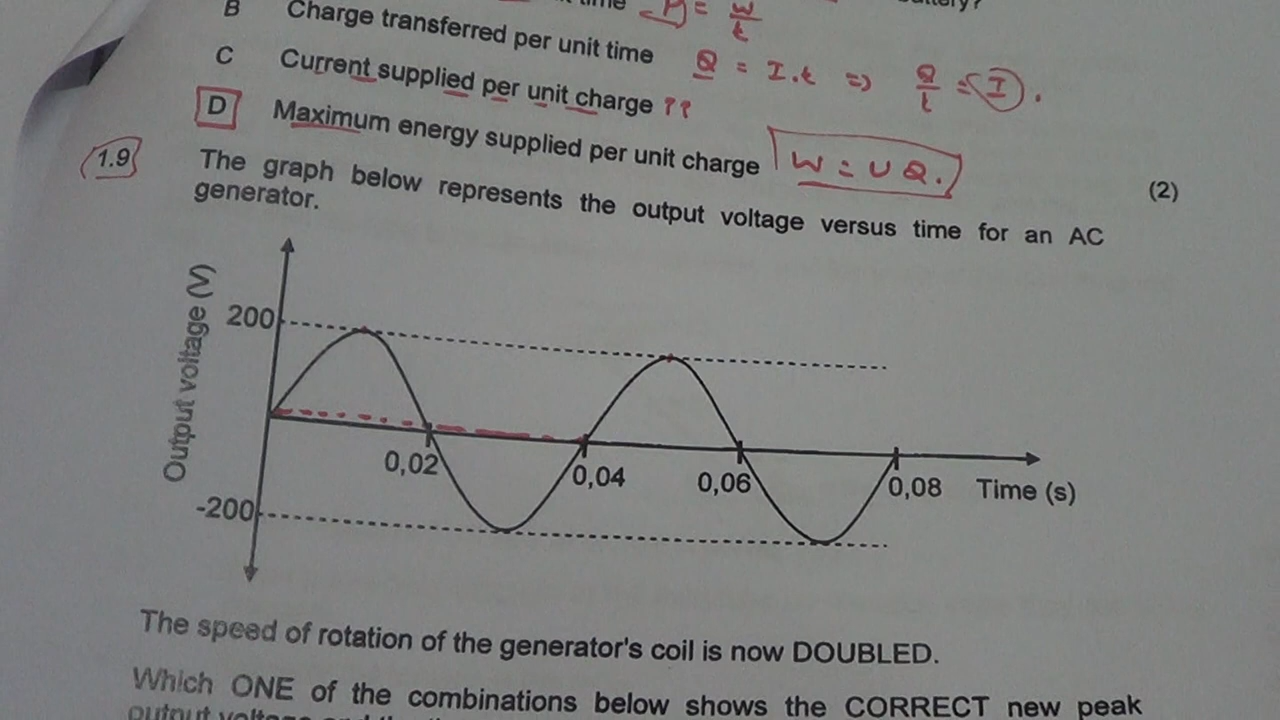 time P = W/t
B Charge transferred per unit time Q = I.t => Q/t = I.
C Current supplied per unit charge ??
D Maximum energy supplied per unit charge W = UQ.
(2)
1.9 The graph below represents the output voltage versus time for an AC
generator.
Output voltage (V)
200
0,02
0,04
0,06
0,08
Time (s)
-200
The speed of rotation of the generator's coil is now DOUBLED.
Which ONE of the combinations below shows the CORRECT new peak
output